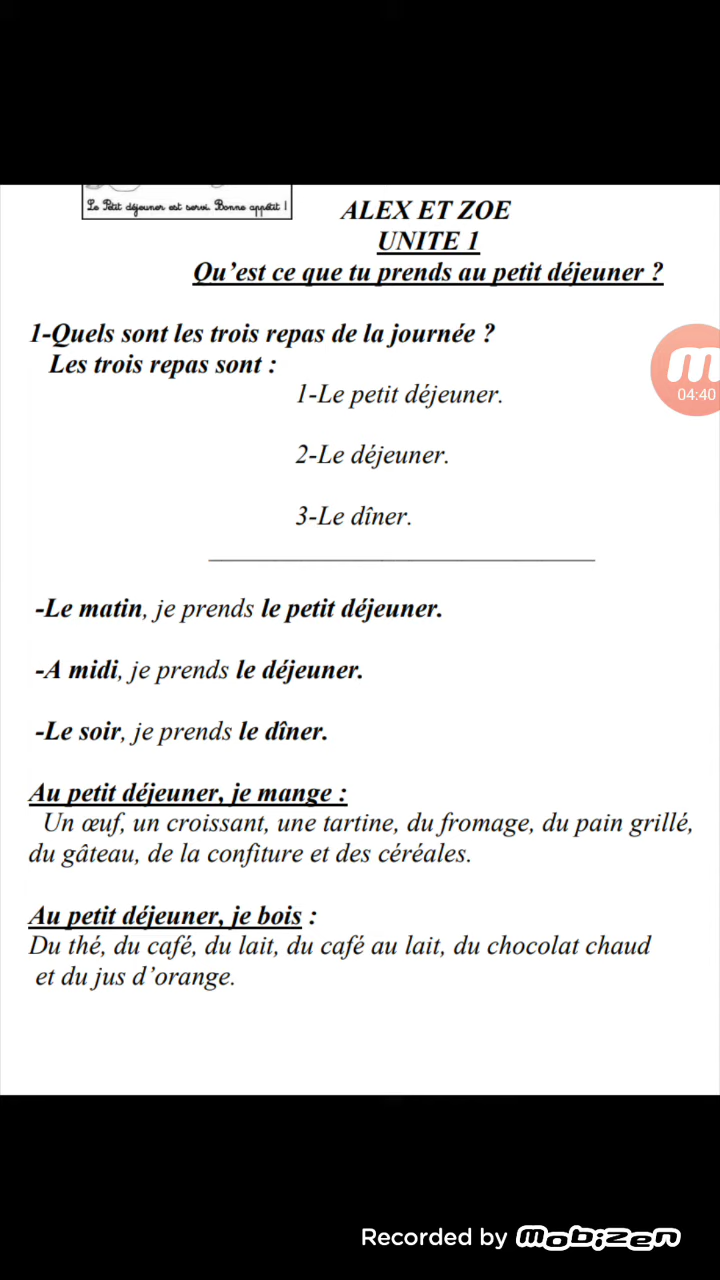 Le Petit déjeuner est servi. Bonne appétit !
ALEX ET ZOE
UNITE 1
Qu’est ce que tu prends au petit déjeuner ?
1-Quels sont les trois repas de la journée ?
Les trois repas sont :
1-Le petit déjeuner.
2-Le déjeuner.
3-Le dîner.
-Le matin, je prends le petit déjeuner.
-A midi, je prends le déjeuner.
-Le soir, je prends le dîner.
Au petit déjeuner, je mange :
Un œuf, un croissant, une tartine, du fromage, du pain grillé,
du gâteau, de la confiture et des céréales.
Au petit déjeuner, je bois :
Du thé, du café, du lait, du café au lait, du chocolat chaud
et du jus d’orange.
04:40
Recorded by Mobizen